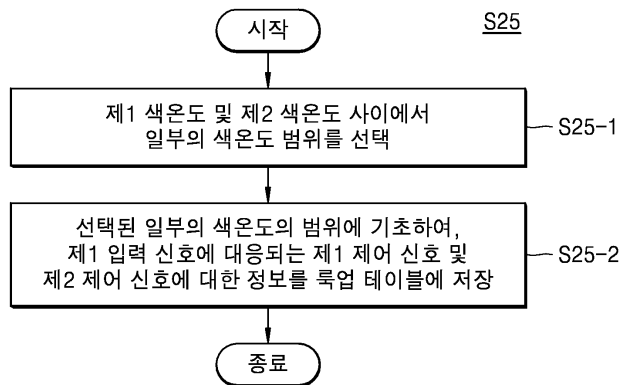 시작
S25
제1 색온도 및 제2 색온도 사이에서
일부의 색온도 범위를 선택
S25-1
선택된 일부의 색온도의 범위에 기초하여,
제1 입력 신호에 대응되는 제1 제어 신호 및
제2 제어 신호에 대한 정보를 룩업 테이블에 저장
S25-2
종료